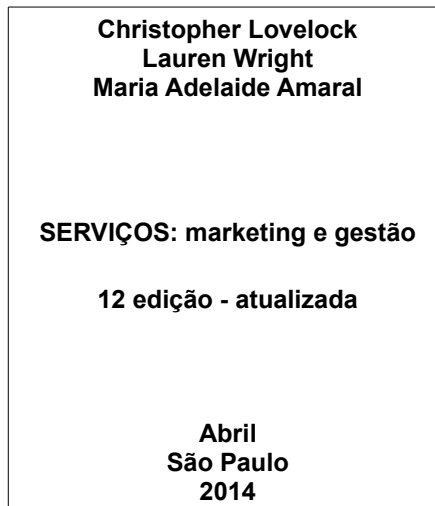 Christopher Lovelock
Lauren Wright
Maria Adelaide Amaral
SERVIÇOS: marketing e gestão
12 edição - atualizada
Abril
São Paulo
2014